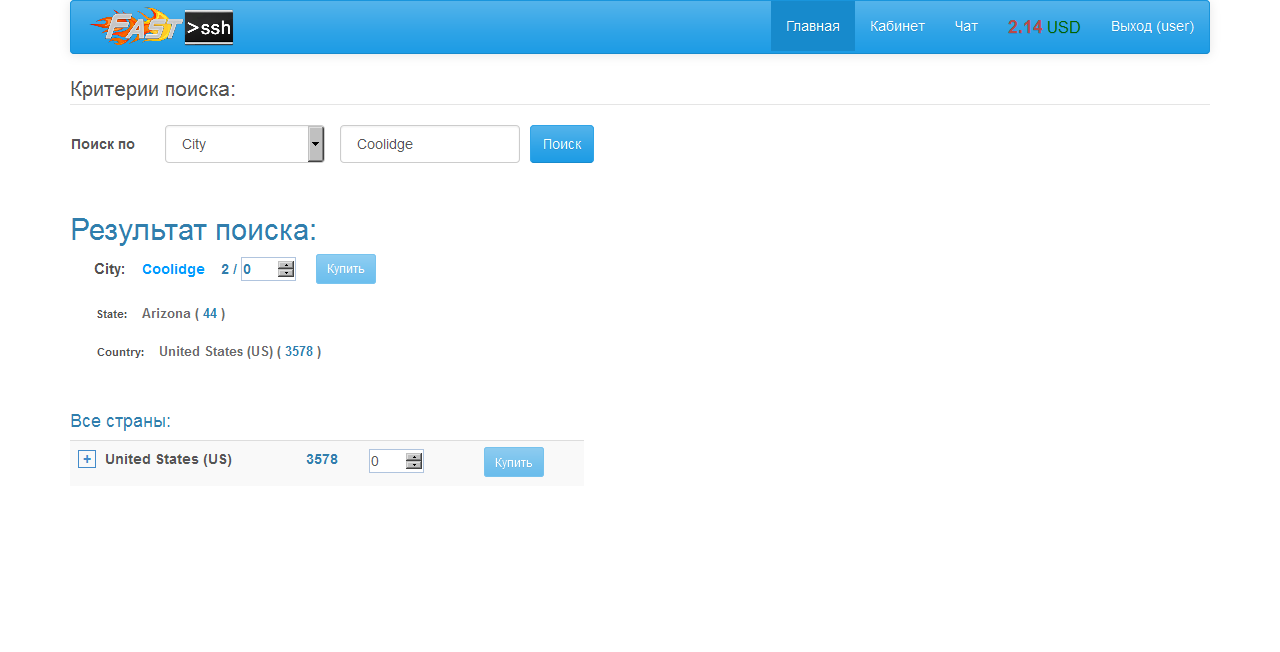 FAST >ssh Главная Кабинет Чат 2.14 USD Выход (user)
Критерии поиска:
Поиск по City Coolidge Поиск
Результат поиска:
City: Coolidge 2 / 0 Купить
State: Arizona ( 44 )
Country: United States (US) ( 3578 )
Все страны:
+ United States (US) 3578 0 Купить